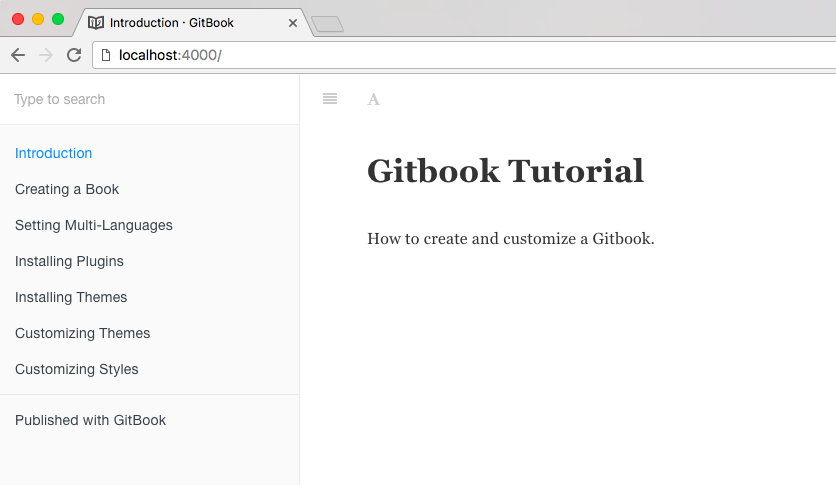 Introduction · GitBook
localhost:4000/
Type to search
A
Introduction
Creating a Book
Setting Multi-Languages
Installing Plugins
Installing Themes
Customizing Themes
Customizing Styles
Published with GitBook
Gitbook Tutorial
How to create and customize a Gitbook.